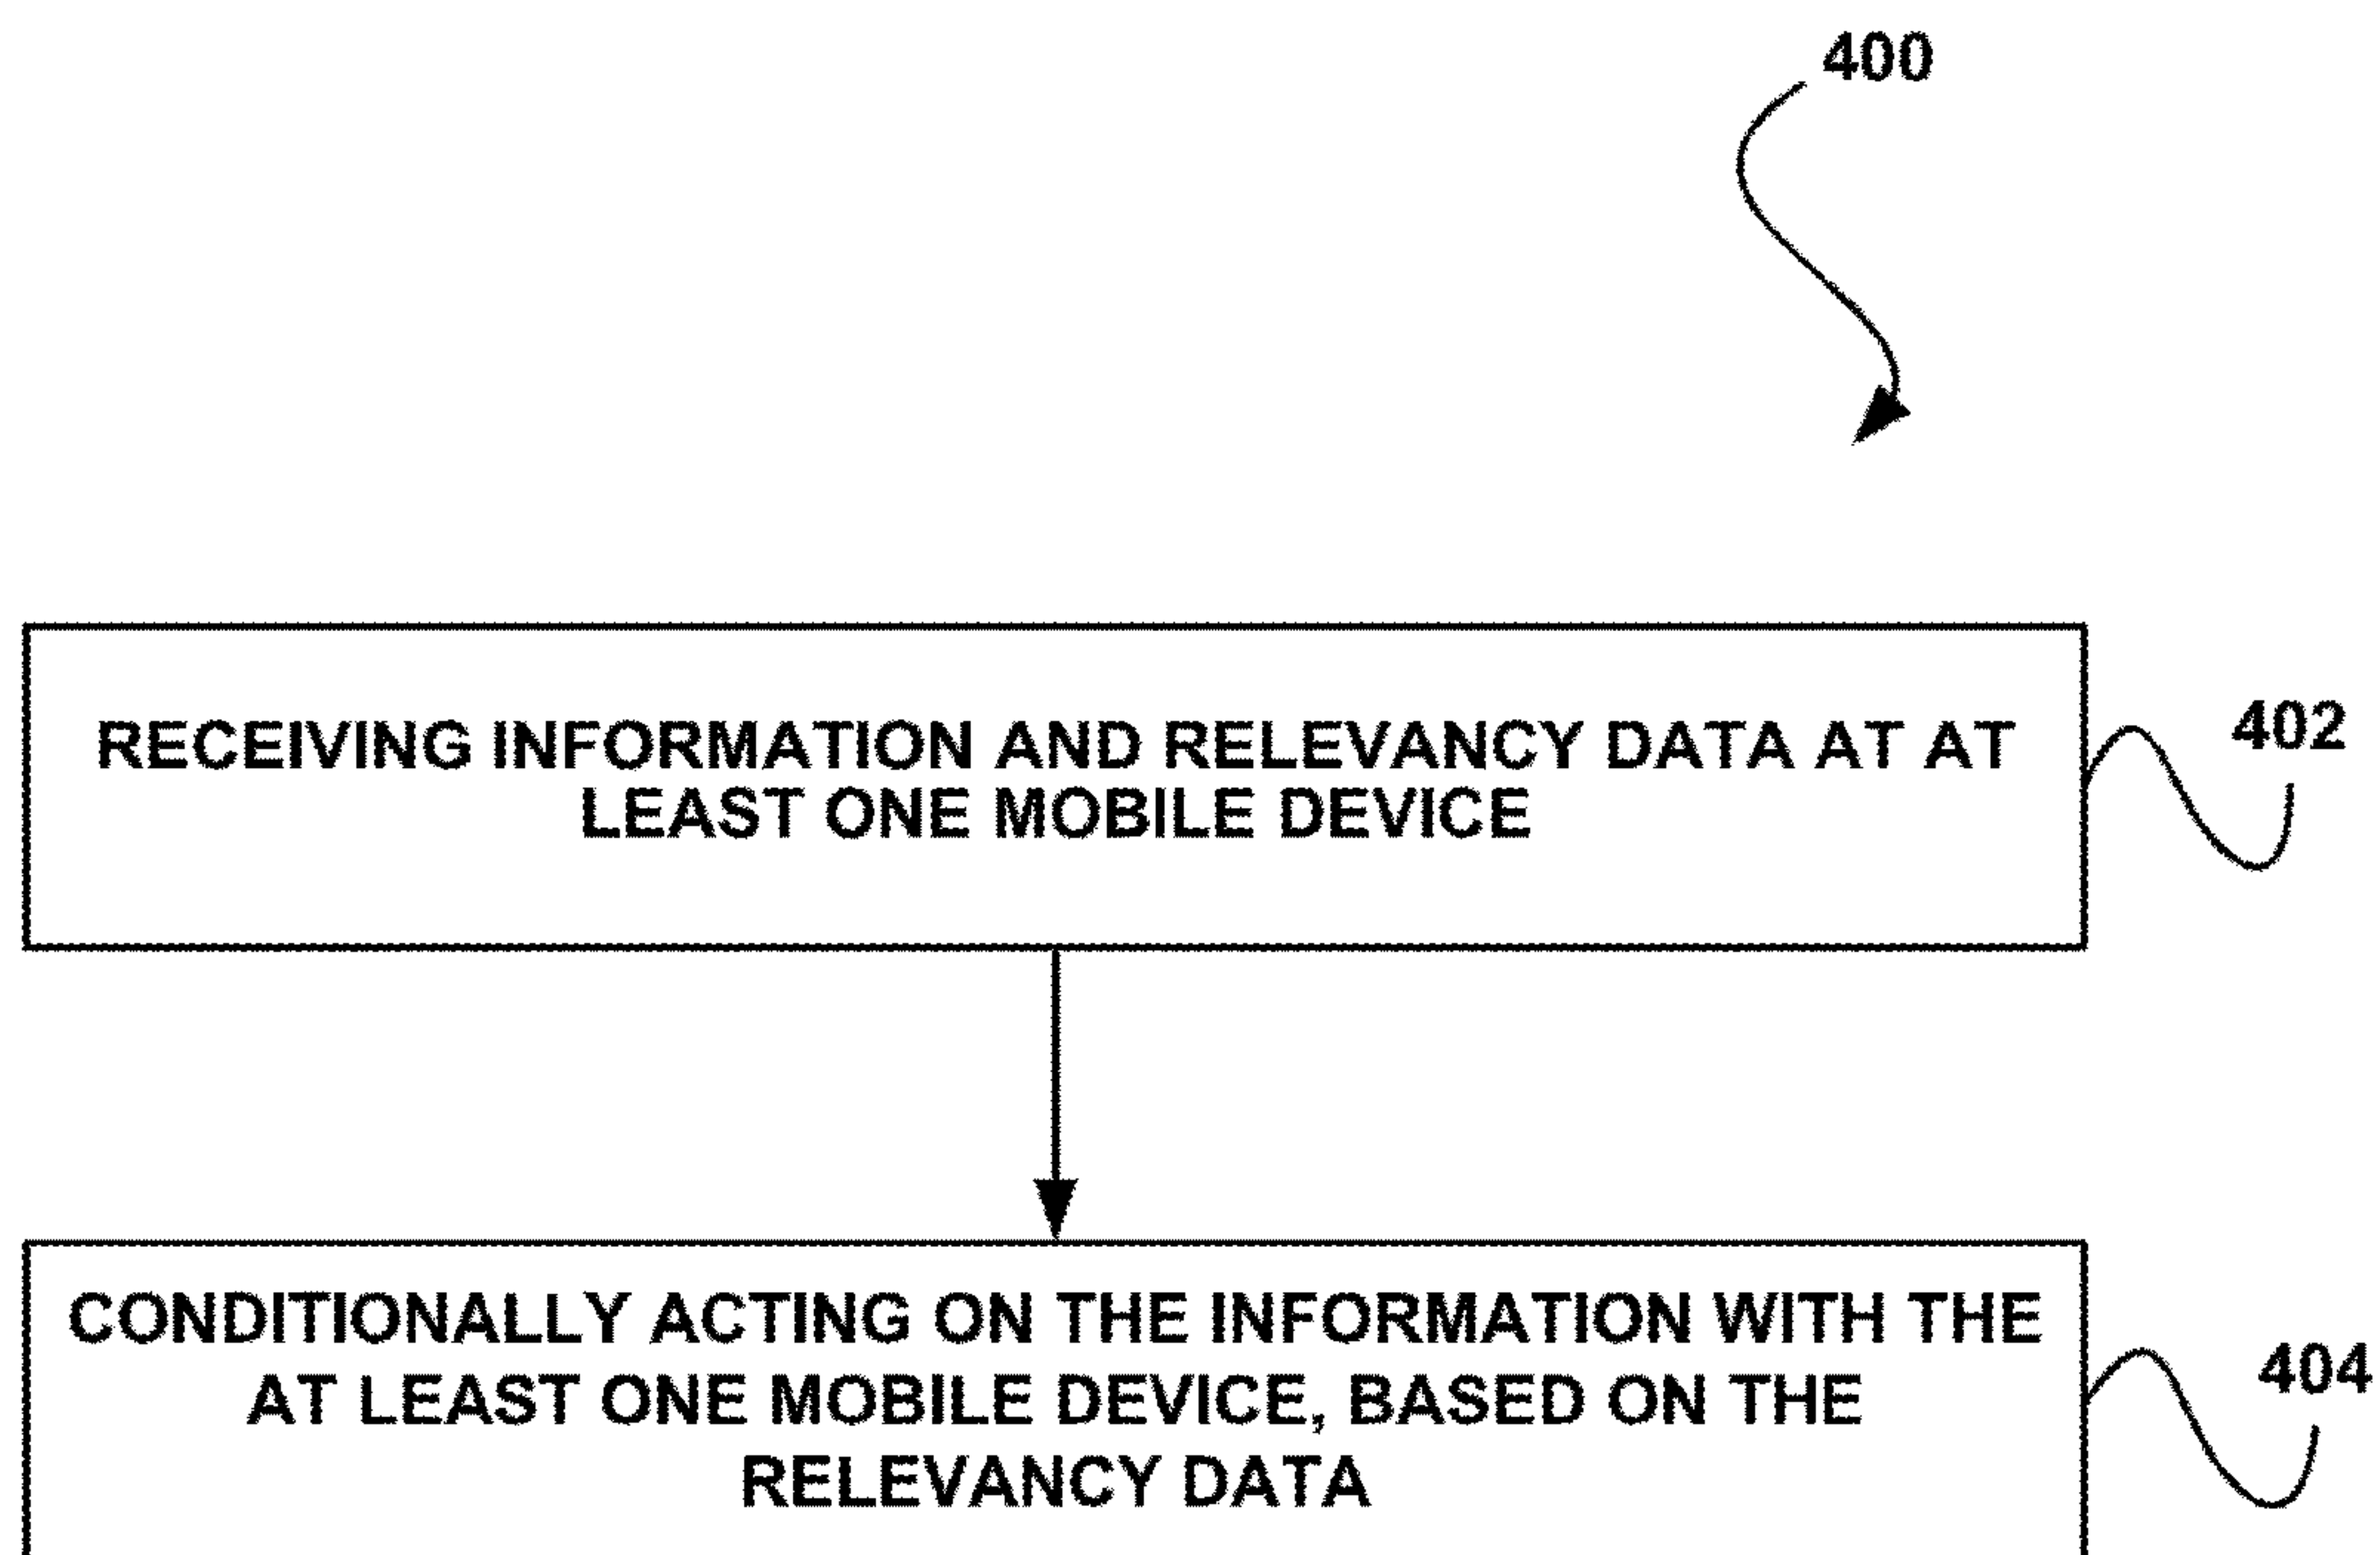 400
RECEIVING INFORMATION AND RELEVANCY DATA AT AT
LEAST ONE MOBILE DEVICE
402
CONDITIONALLY ACTING ON THE INFORMATION WITH THE
AT LEAST ONE MOBILE DEVICE, BASED ON THE
RELEVANCY DATA
404